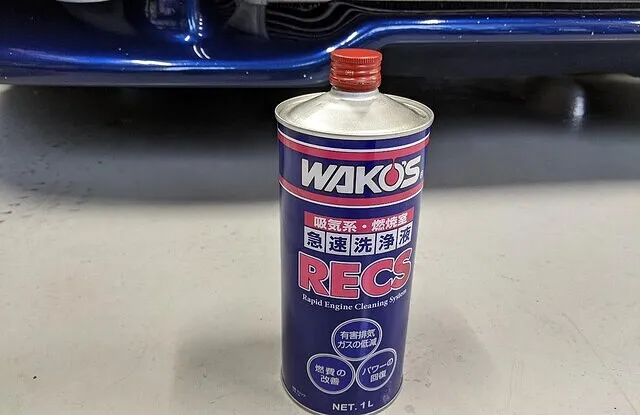 WAKO'S
吸気系・燃焼室
急速洗浄液
RECS
Rapid Engine Cleaning System
有害排気
ガスの低減
燃費の
改善
パワーの
回復
NET. 1L